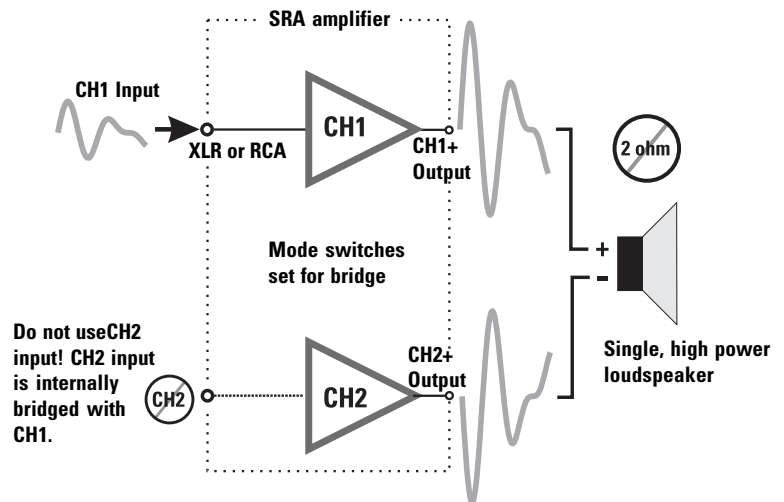 SRA amplifier
CH1 Input
XLR or RCA
CH1
CH1+
Output
2 ohm
Mode switches
set for bridge
+
-
Single, high power
loudspeaker
Do not useCH2
input! CH2 input
is internally
bridged with
CH1.
CH2
CH2
CH2+
Output